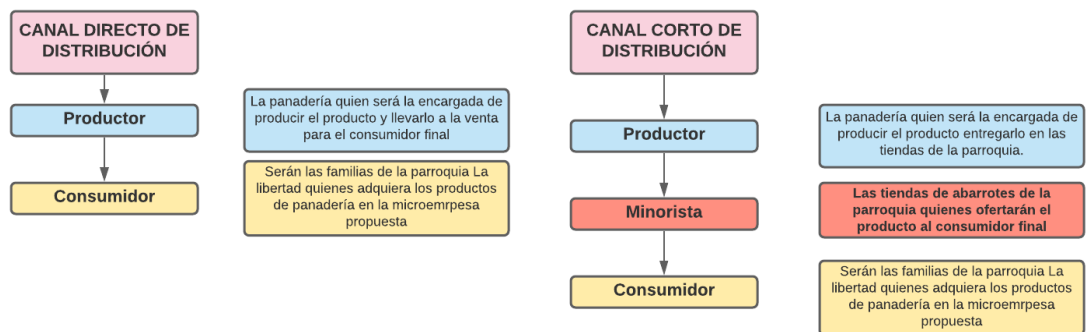 CANAL DIRECTO DE
DISTRIBUCIÓN
Productor
Consumidor
La panadería quien será la encargada de
producir el producto y llevarlo a la venta
para el consumidor final
Serán las familias de la parroquia La
libertad quienes adquiera los productos
de panadería en la microemrpesa
propuesta
CANAL CORTO DE
DISTRIBUCIÓN
Productor
Minorista
Consumidor
La panadería quien será la encargada de
producir el producto entregarlo en las
tiendas de la parroquia.
Las tiendas de abarrotes de la
parroquia quienes ofertarán el
producto al consumidor final
Serán las familias de la parroquia La
libertad quienes adquiera los productos
de panadería en la microemrpesa
propuesta